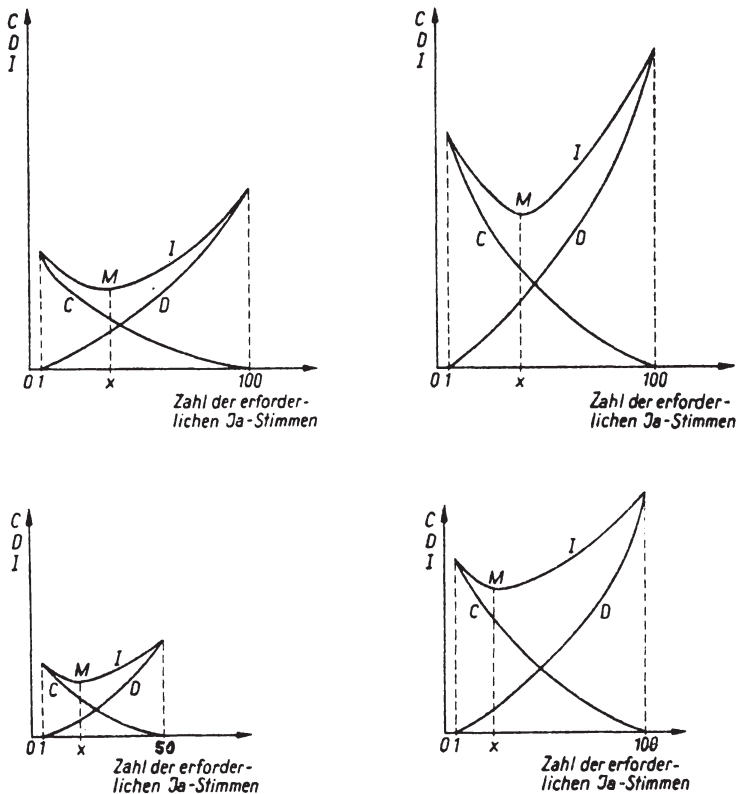 C
D
I
M
I
C
D
0 1
x
100
Zahl der erforder-
lichen Ja-Stimmen
C
D
I
M
I
C
D
0 1
x
100
Zahl der erforder-
lichen Ja-Stimmen
C
D
I
M
I
C
D
0 1
x
50
Zahl der erforder-
lichen Ja-Stimmen
C
D
I
M
I
C
D
0 1
x
100
Zahl der erforder-
lichen Ja-Stimmen